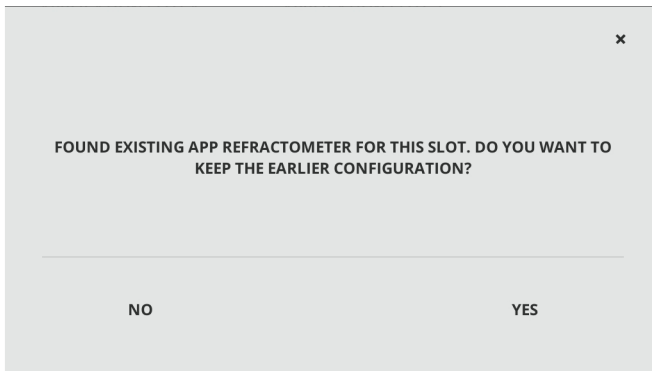 ×
FOUND EXISTING APP REFRACTOMETER FOR THIS SLOT. DO YOU WANT TO
KEEP THE EARLIER CONFIGURATION?
NO YES